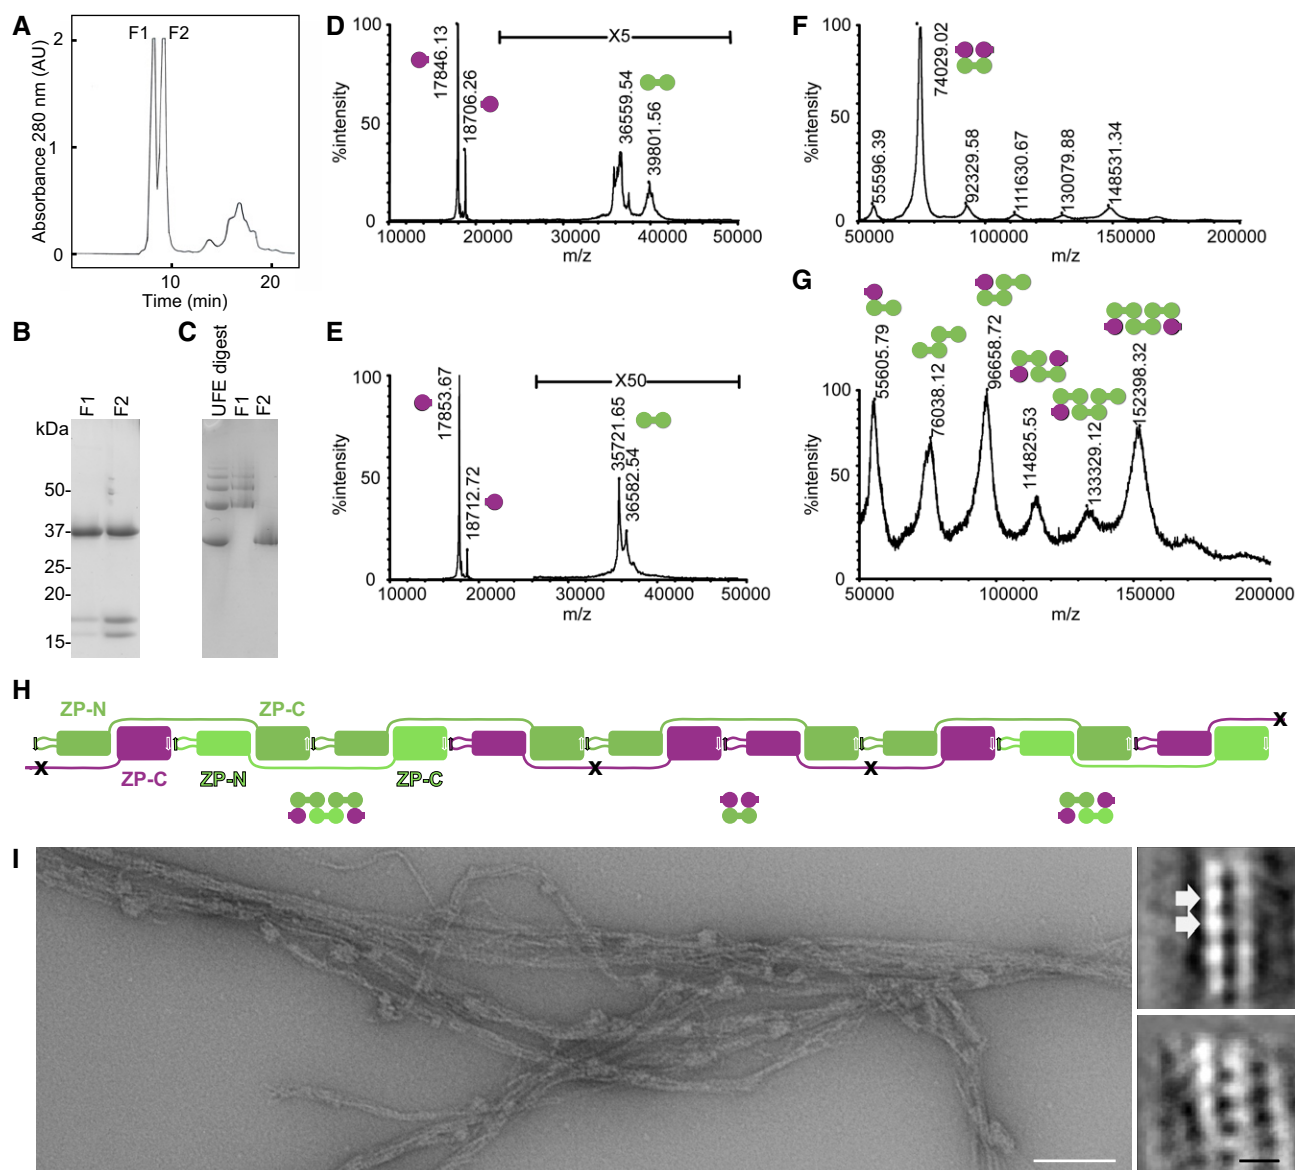 A
Absorbance 280 nm (AU)
2
1
0
F1 F2
10 20
Time (min)
B
F1 F2
kDa
50
37
25
20
15
C
UFE digest
F1
F2
D
100
50
0
%intensity
17846.13
18706.26
X5
36559.54
39801.56
10000 20000 30000 40000 50000
m/z
E
100
50
0
%intensity
17853.67
18712.72
X50
35721.65
36582.54
10000 20000 30000 40000 50000
m/z
F
100
50
0
%intensity
55596.39
74029.02
92329.58
111630.67
130079.88
148531.34
50000 100000 150000 200000
m/z
G
100
50
0
%intensity
55605.79
76038.12
96658.72
114825.53
133329.12
152398.32
50000 100000 150000 200000
m/z
H
ZP-N ZP-C
X X X X
ZP-C ZP-N ZP-C
I